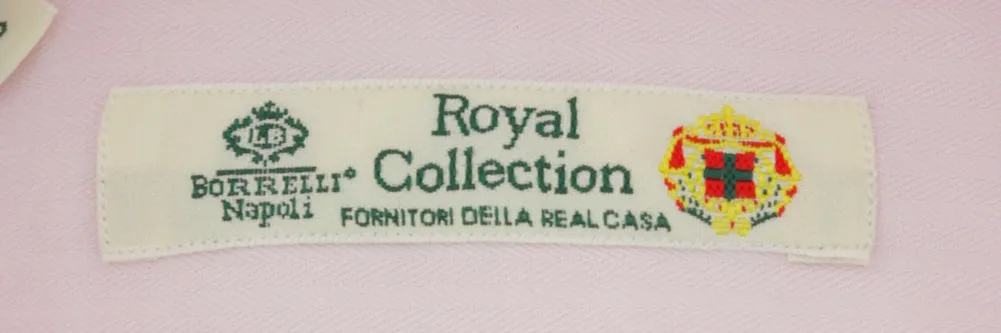 LB
BORRELLI
Napoli
Royal
Collection
FORNITORI DELLA REAL CASA